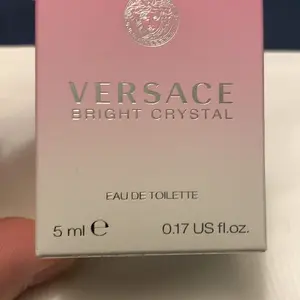 VERSACE
BRIGHT CRYSTAL
EAU DE TOILETTE
5 ml ℮ 0.17 US fl.oz.